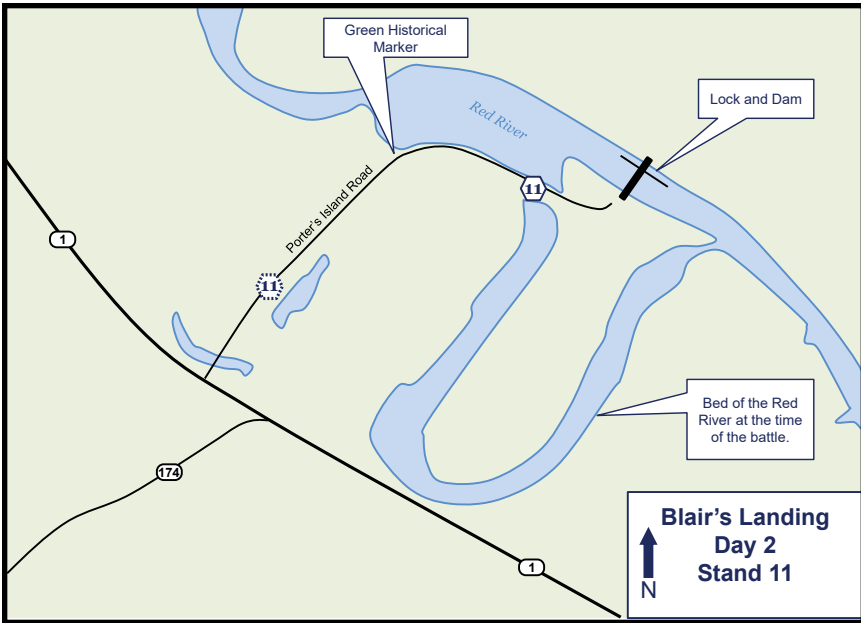 Green Historical
Marker
Red River
Lock and Dam
11
Porter's Island Road
1
11
Bed of the Red
River at the time
of the battle.
174
1
Blair's Landing
Day 2
Stand 11
N